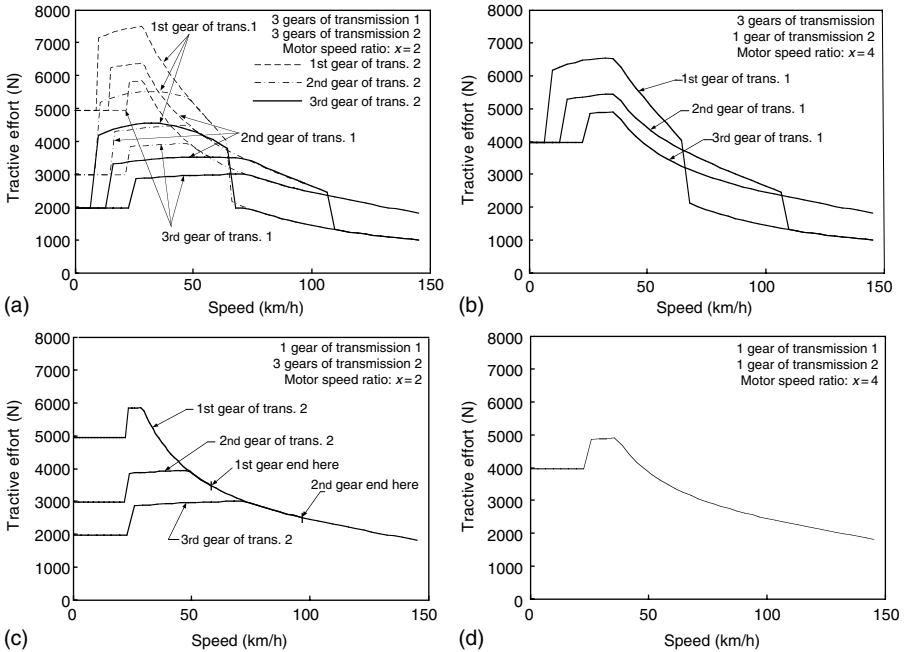 3 gears of transmission 1
3 gears of transmission 2
Motor speed ratio: x=2
1st gear of trans. 2
2nd gear of trans. 2
3rd gear of trans. 2
1st gear of trans.1
2nd gear of trans. 1
3rd gear of trans. 1
Tractive effort (N)
8000
7000
6000
5000
4000
3000
2000
1000
0
0
50
100
150
Speed (km/h)
(a)
3 gears of transmission
1 gear of transmission 2
Motor speed ratio: x=4
1st gear of trans. 1
2nd gear of trans. 1
3rd gear of trans. 1
Tractive effort (N)
8000
7000
6000
5000
4000
3000
2000
1000
0
0
50
100
150
Speed (km/h)
(b)
1 gear of transmission 1
3 gears of transmission 2
Motor speed ratio: x=2
1st gear of trans. 2
2nd gear of trans. 2
1st gear end here
2nd gear end here
3rd gear of trans. 2
Tractive effort (N)
8000
7000
6000
5000
4000
3000
2000
1000
0
0
50
100
150
Speed (km/h)
(c)
1 gear of transmission 1
1 gear of transmission 2
Motor speed ratio: x=4
Tractive effort (N)
8000
7000
6000
5000
4000
3000
2000
1000
0
0
50
100
150
Speed (km/h)
(d)